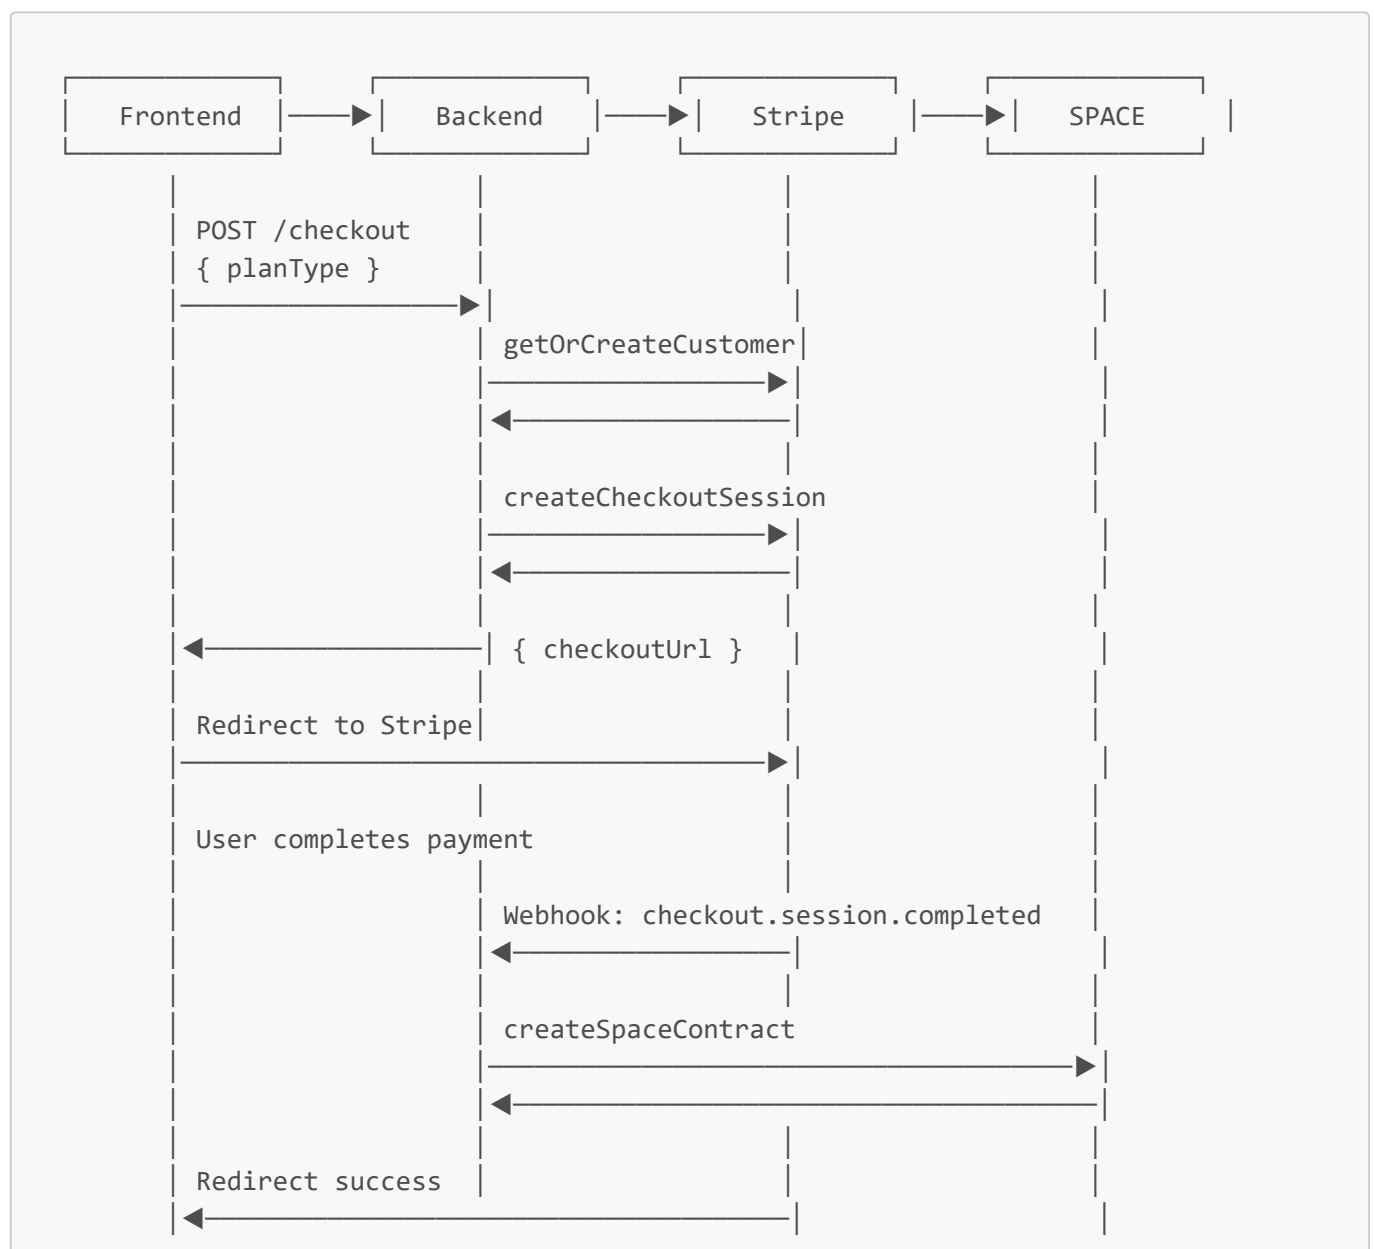 Frontend Backend Stripe SPACE
POST /checkout
{ planType }
getOrCreateCustomer
createCheckoutSession
{ checkoutUrl }
Redirect to Stripe
User completes payment
Webhook: checkout.session.completed
createSpaceContract
Redirect success